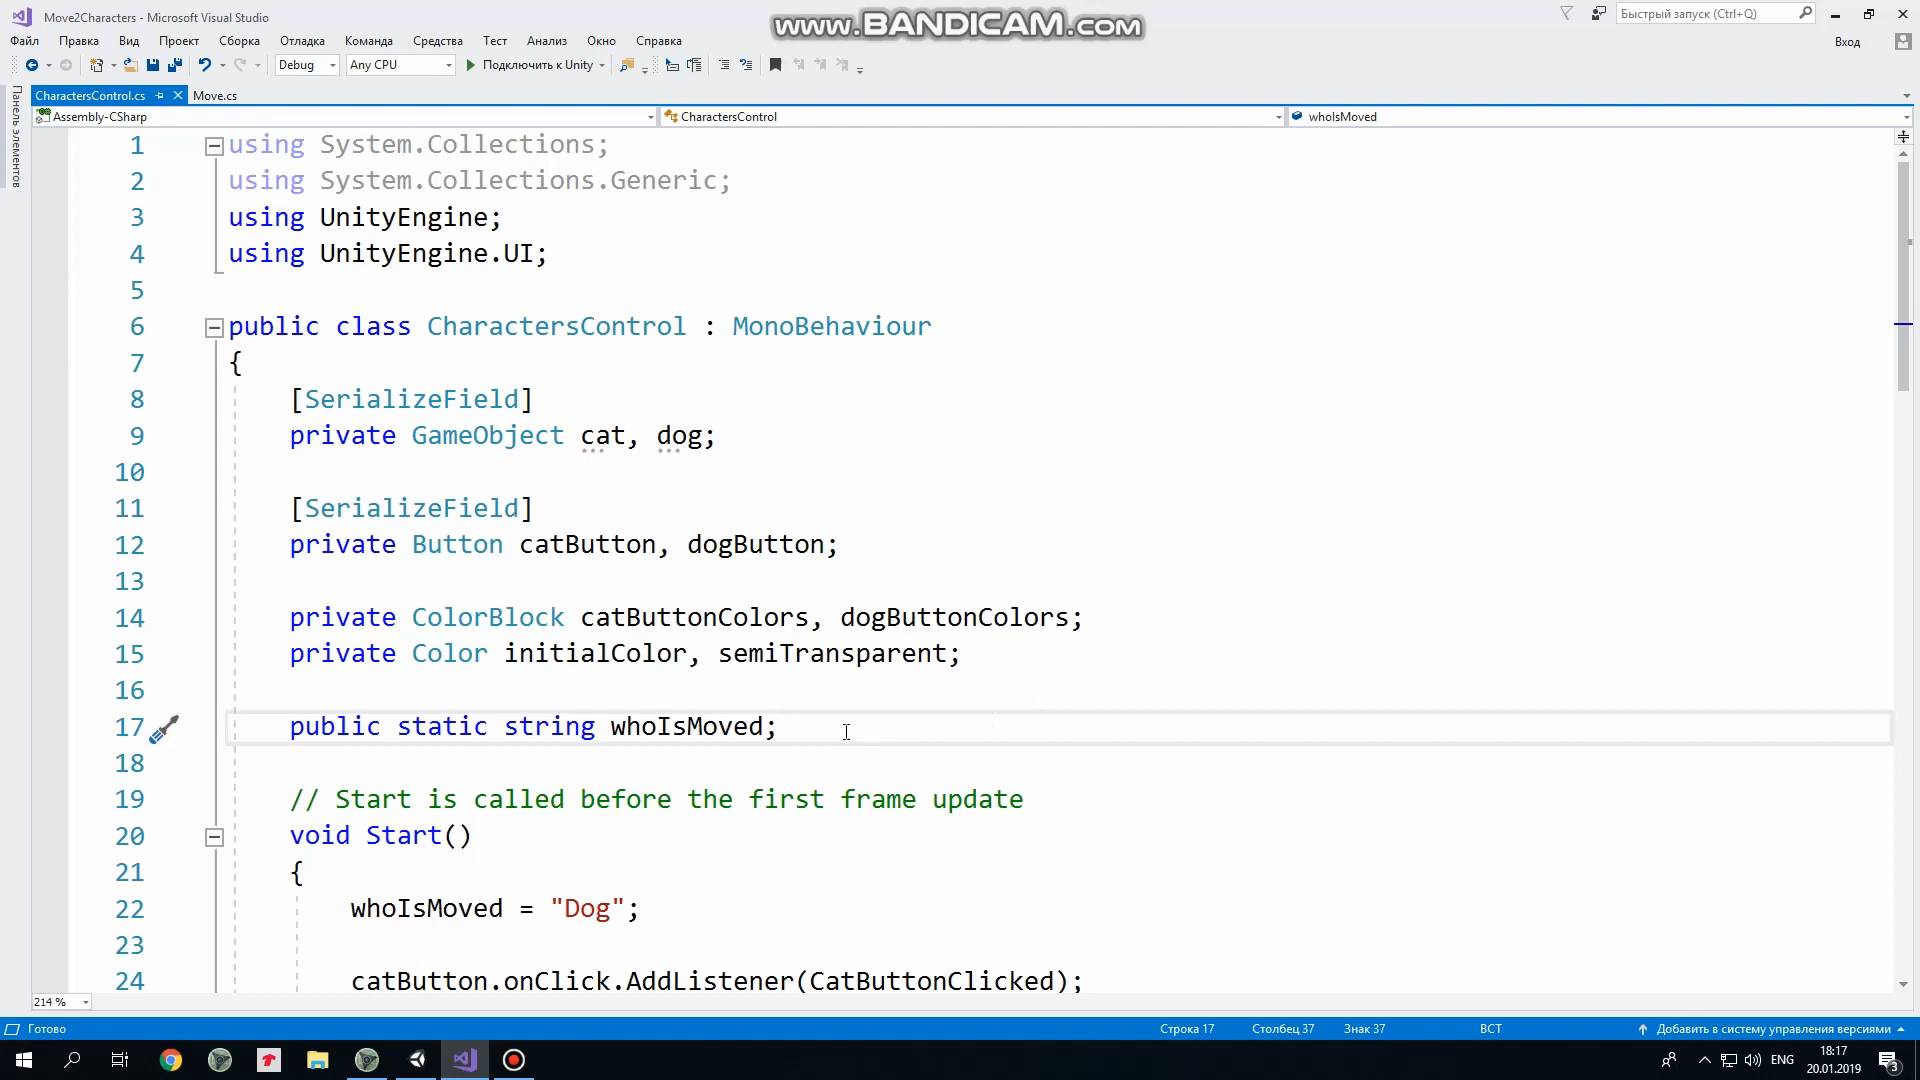 Move2Characters - Microsoft Visual Studio
www.BANDICAM.com
Быстрый запуск (Ctrl+Q)
Файл Правка Вид Проект Сборка Отладка Команда Средства Тест Анализ Окно Справка
Вход
Debug Any CPU Подключить к Unity
Панель элементов
CharactersControl.cs Move.cs
Assembly-CSharp CharactersControl whoIsMoved
1 using System.Collections;
2 using System.Collections.Generic;
3 using UnityEngine;
4 using UnityEngine.UI;
5
6 public class CharactersControl : MonoBehaviour
7 {
8 [SerializeField]
9 private GameObject cat, dog;
10
11 [SerializeField]
12 private Button catButton, dogButton;
13
14 private ColorBlock catButtonColors, dogButtonColors;
15 private Color initialColor, semiTransparent;
16
17 public static string whoIsMoved;
18
19 // Start is called before the first frame update
20 void Start()
21 {
22 whoIsMoved = "Dog";
23
24 catButton.onClick.AddListener(CatButtonClicked);
214 %
Готово Строка 17 Столбец 37 Знак 37 ВСТ Добавить в систему управления версиями
ENG 18:17
20.01.2019 3